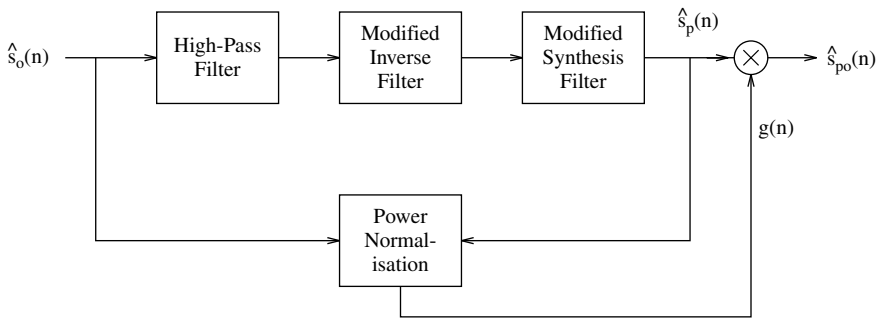 ŝo(n)
High-Pass
Filter
Modified
Inverse
Filter
Modified
Synthesis
Filter
ŝp(n)
×
ŝpo(n)
g(n)
Power
Normal-
isation